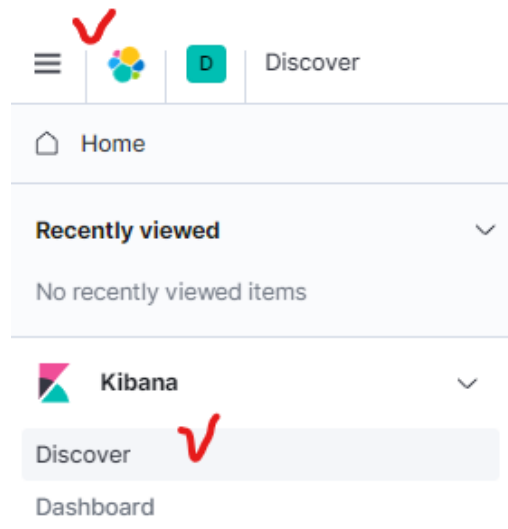 D Discover
Home
Recently viewed
No recently viewed items
Kibana
Discover
Dashboard